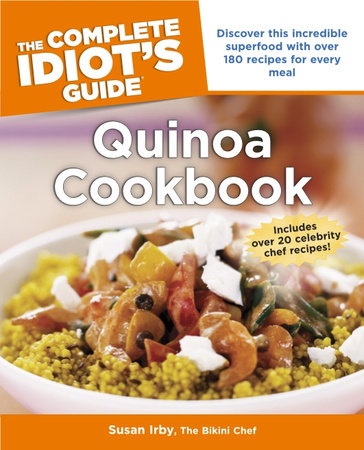 THE COMPLETE
IDIOT'S
GUIDE®
Discover this incredible
superfood with over
180 recipes for every
meal
Quinoa
Cookbook
Includes
over 20 celebrity
chef recipes!
Susan Irby, The Bikini Chef